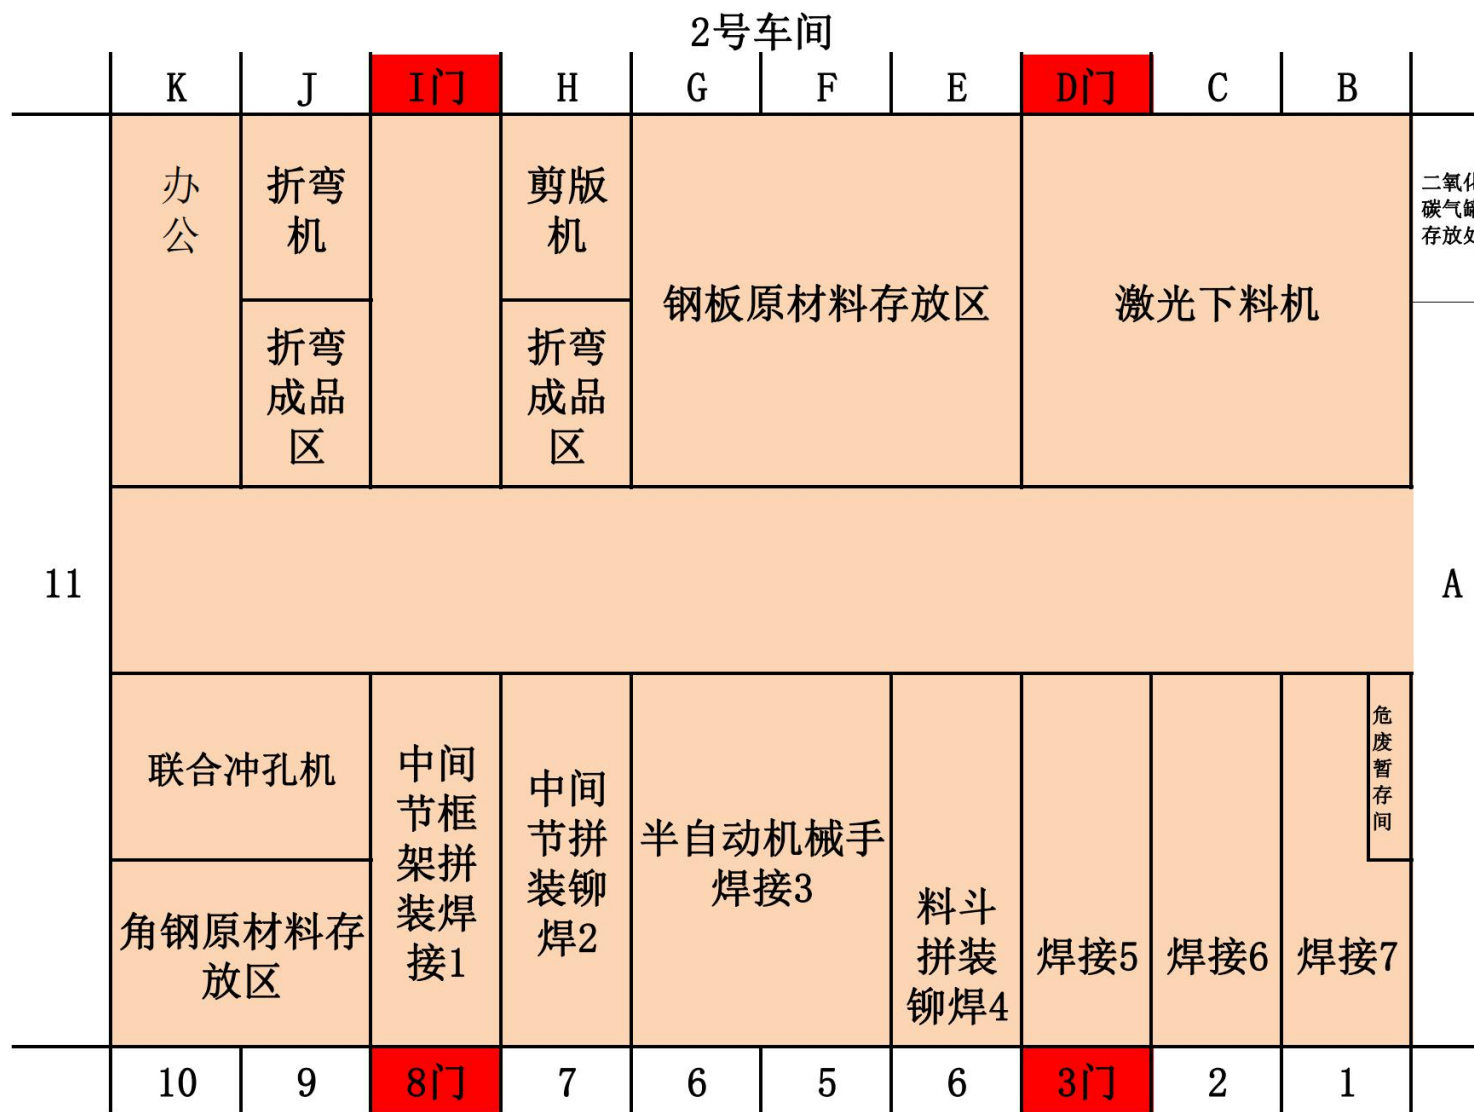 2号车间
K J I门 H G F E D门 C B
办
公
折弯
机
剪版
机
二氧化
碳气罐
存放处
钢板原材料存放区
激光下料机
折弯
成品
区
折弯
成品
区
11
A
联合冲孔机
角钢原材料存
放区
中间
节框
架拼
装焊
接1
中间
节拼
装铆
焊2
半自动机械手
焊接3
料斗
拼装
铆焊4
焊接5
焊接6
焊接7
危
废
暂
存
间
10 9 8门 7 6 5 6 3门 2 1